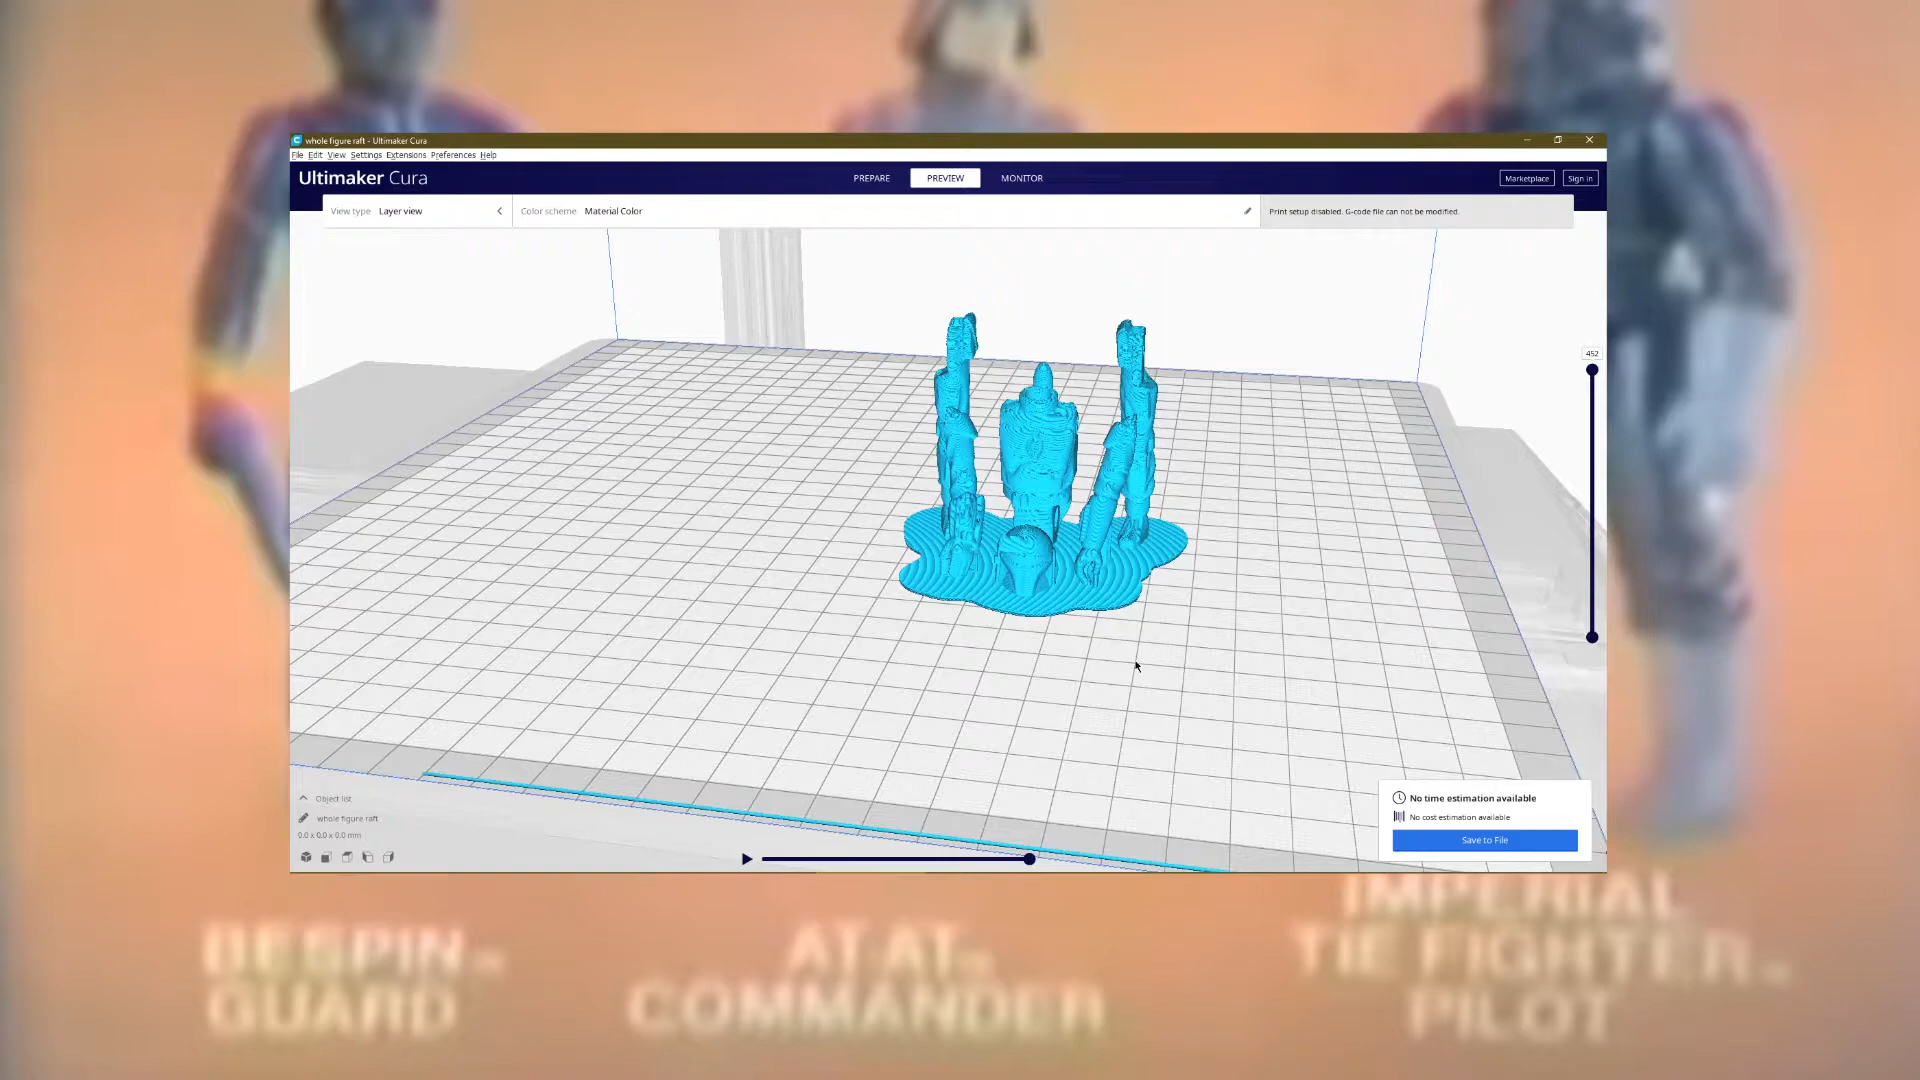 whole figure raft - Ultimaker Cura
File Edit View Settings Extensions Preferences Help
Ultimaker Cura
PREPARE PREVIEW MONITOR
Marketplace Sign in
View type Layer view
Color scheme Material Color
Print setup disabled. G-code file can not be modified.
452
Object list
whole figure raft
0.0 x 0.0 x 0.0 mm
No time estimation available
No cost estimation available
Save to File
BESPIN
GUARD
AT-AT
COMMANDER
IMPERIAL
TIE FIGHTER
PILOT